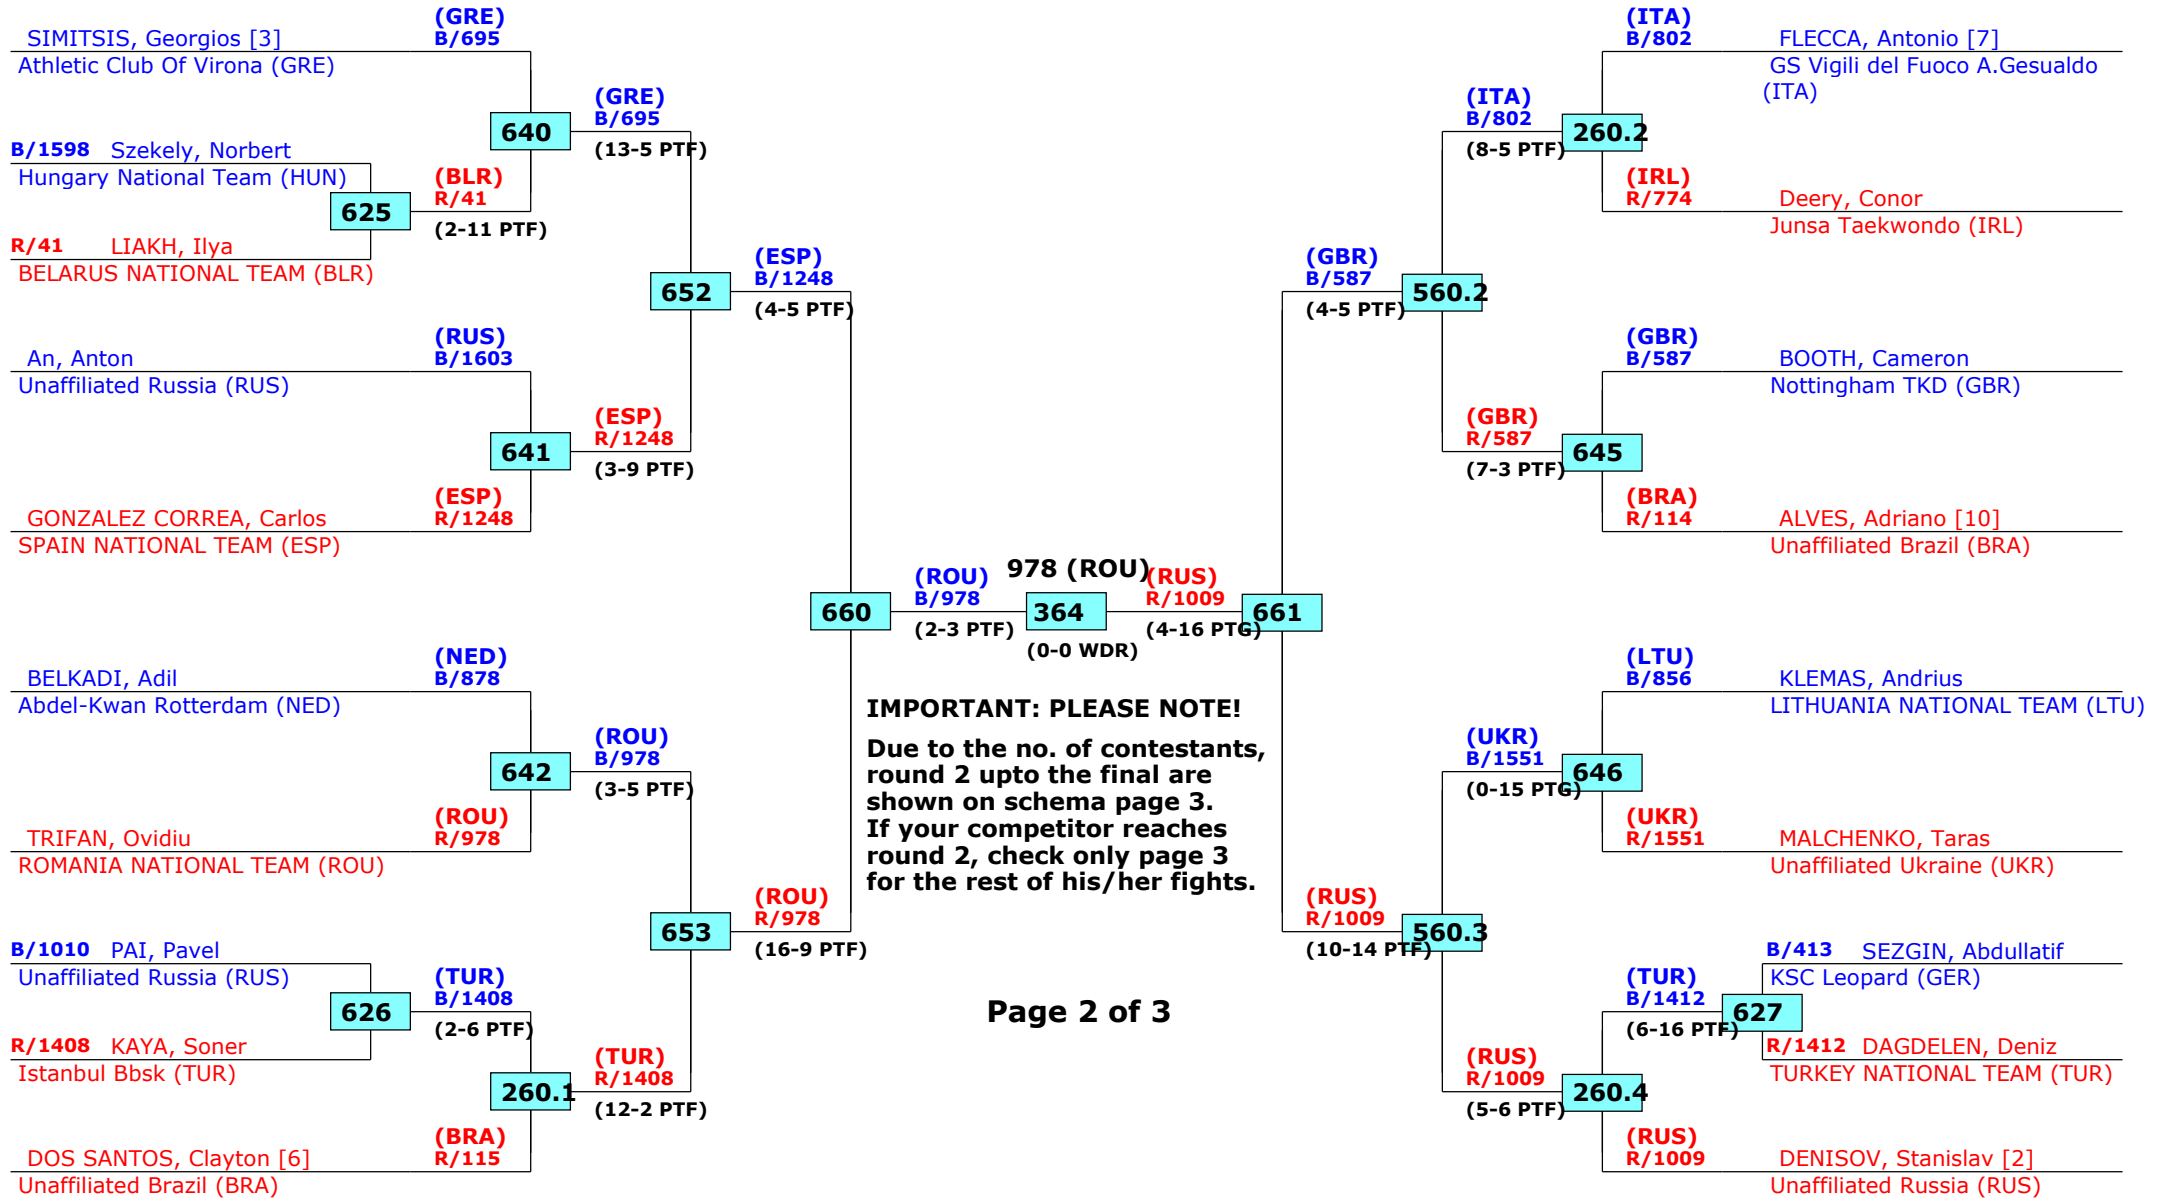 (GRE)
SIMITSIS, Georgios [3] B/695
Athletic Club Of Virona (GRE)
(GRE)
B/695
640
(13-5 PTF)
B/1598 Szekely, Norbert
Hungary National Team (HUN)
(BLR)
R/41
625
(2-11 PTF)
R/41 LIAKH, Ilya
BELARUS NATIONAL TEAM (BLR)
(ESP)
B/1248
652
(4-5 PTF)
(RUS)
An, Anton B/1603
Unaffiliated Russia (RUS)
(ESP)
R/1248
641
(3-9 PTF)
(ESP)
GONZALEZ CORREA, Carlos R/1248
SPAIN NATIONAL TEAM (ESP)
(ROU)
B/978
660
(2-3 PTF)
(NED)
BELKADI, Adil B/878
Abdel-Kwan Rotterdam (NED)
(ROU)
B/978
642
(3-5 PTF)
(ROU)
TRIFAN, Ovidiu R/978
ROMANIA NATIONAL TEAM (ROU)
(ROU)
R/978
653
(16-9 PTF)
B/1010 PAI, Pavel
Unaffiliated Russia (RUS)
(TUR)
B/1408
626
(2-6 PTF)
R/1408 KAYA, Soner
Istanbul Bbsk (TUR)
(TUR)
R/1408
260.1
(12-2 PTF)
(BRA)
DOS SANTOS, Clayton [6] R/115
Unaffiliated Brazil (BRA)
978 (ROU)
364
(0-0 WDR)
IMPORTANT: PLEASE NOTE!
Due to the no. of contestants,
round 2 upto the final are
shown on schema page 3.
If your competitor reaches
round 2, check only page 3
for the rest of his/her fights.
Page 2 of 3
(RUS)
R/1009
661
(4-16 PTG)
(ITA)
B/802 FLECCA, Antonio [7]
GS Vigili del Fuoco A.Gesualdo
(ITA)
(ITA)
B/802
260.2
(8-5 PTF)
(IRL)
R/774 Deery, Conor
Junsa Taekwondo (IRL)
(GBR)
B/587
560.2
(4-5 PTF)
(GBR)
B/587 BOOTH, Cameron
Nottingham TKD (GBR)
(GBR)
R/587
645
(7-3 PTF)
(BRA)
R/114 ALVES, Adriano [10]
Unaffiliated Brazil (BRA)
(LTU)
B/856 KLEMAS, Andrius
LITHUANIA NATIONAL TEAM (LTU)
(UKR)
B/1551
646
(0-15 PTG)
(UKR)
R/1551 MALCHENKO, Taras
Unaffiliated Ukraine (UKR)
(RUS)
R/1009
560.3
(10-14 PTF)
B/413 SEZGIN, Abdullatif
KSC Leopard (GER)
(TUR)
B/1412
627
(6-16 PTF)
R/1412 DAGDELEN, Deniz
TURKEY NATIONAL TEAM (TUR)
(RUS)
R/1009
260.4
(5-6 PTF)
(RUS)
R/1009 DENISOV, Stanislav [2]
Unaffiliated Russia (RUS)